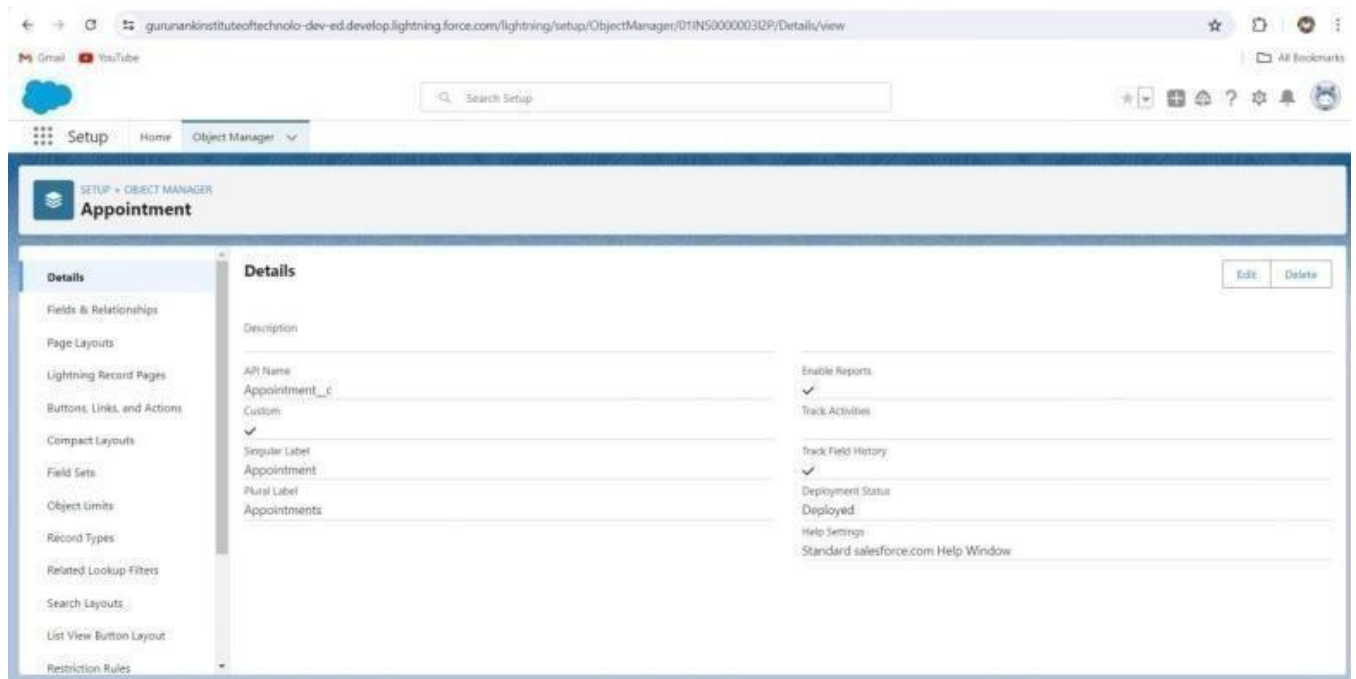 gurunankinstituteoftechnolo-dev-ed.develop.lightning.force.com/lightning/setup/ObjectManager/01INS0000003I2P/Details/view
Gmail YouTube All Bookmarks
Search Setup
Setup Home Object Manager
SETUP > OBJECT MANAGER
Appointment
Details
Fields & Relationships
Page Layouts
Lightning Record Pages
Buttons, Links, and Actions
Compact Layouts
Field Sets
Object Limits
Record Types
Related Lookup Filters
Search Layouts
List View Button Layout
Restriction Rules
Details
Edit Delete
Description
API Name
Appointment__c
Custom
Singular Label
Appointment
Plural Label
Appointments
Enable Reports
Track Activities
Track Field History
Deployment Status
Deployed
Help Settings
Standard salesforce.com Help Window